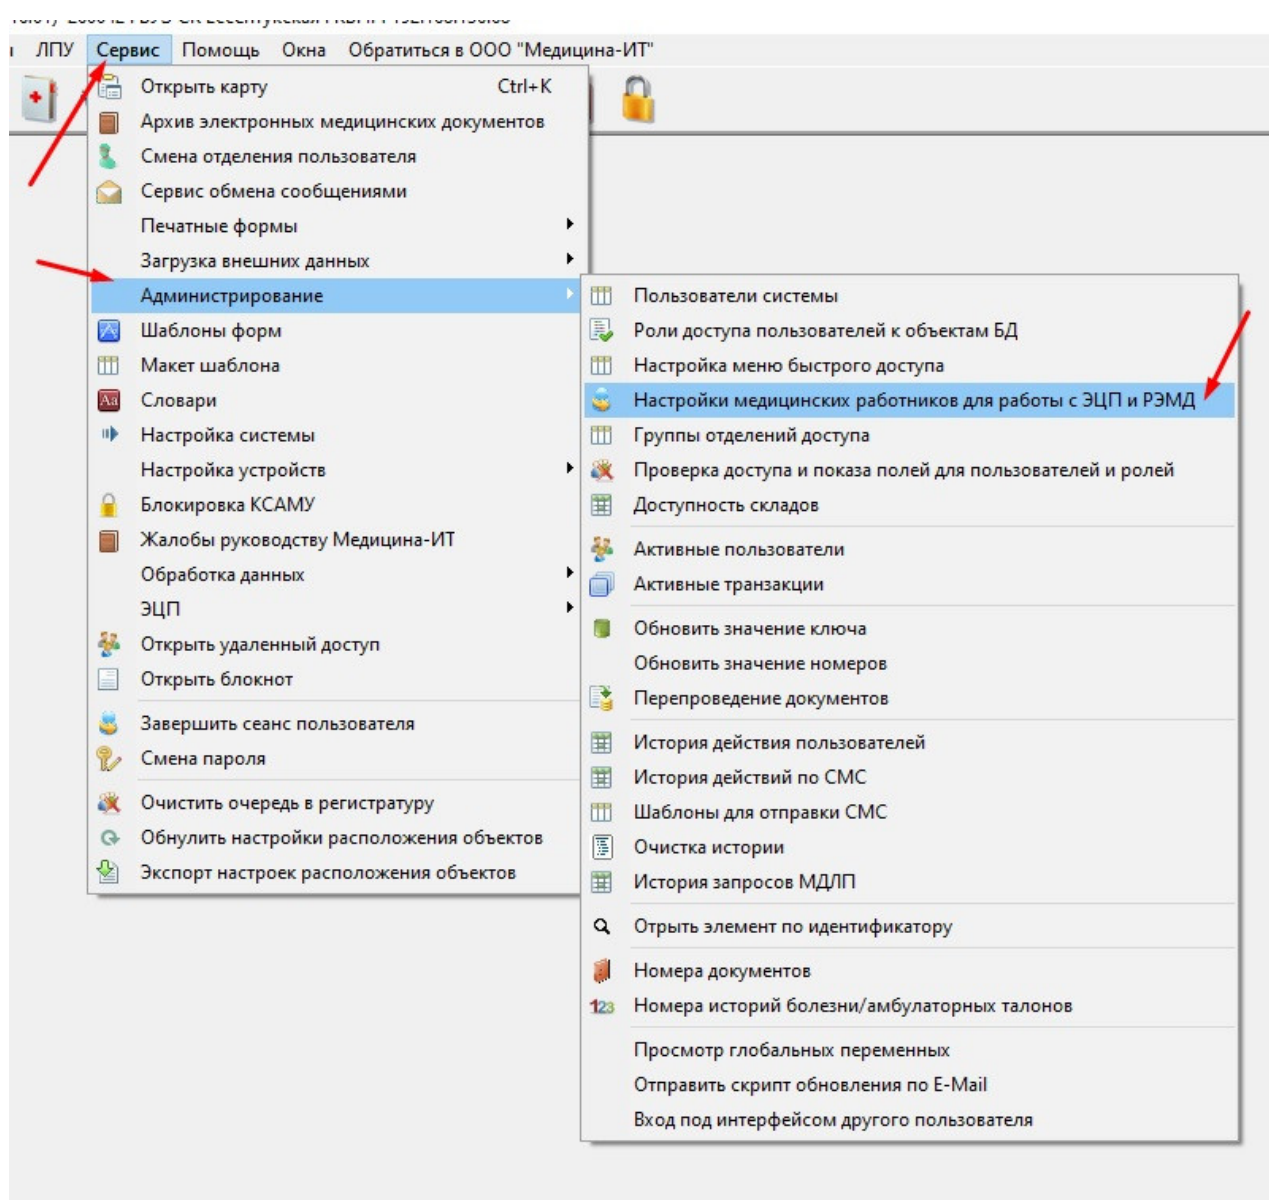 ЛПУ Сервис Помощь Окна Обратиться в ООО "Медицина-ИТ"
Открыть карту Ctrl+K
Архив электронных медицинских документов
Смена отделения пользователя
Сервис обмена сообщениями
Печатные формы
Загрузка внешних данных
Администрирование
Шаблоны форм
Макет шаблона
Словари
Настройка системы
Настройка устройств
Блокировка КСАМУ
Жалобы руководству Медицина-ИТ
Обработка данных
ЭЦП
Открыть удаленный доступ
Открыть блокнот
Завершить сеанс пользователя
Смена пароля
Очистить очередь в регистратуру
Обнулить настройки расположения объектов
Экспорт настроек расположения объектов
Пользователи системы
Роли доступа пользователей к объектам БД
Настройка меню быстрого доступа
Настройки медицинских работников для работы с ЭЦП и РЭМД
Группы отделений доступа
Проверка доступа и показа полей для пользователей и ролей
Доступность складов
Активные пользователи
Активные транзакции
Обновить значение ключа
Обновить значение номеров
Перепроведение документов
История действия пользователей
История действий по СМС
Шаблоны для отправки СМС
Очистка истории
История запросов МДЛП
Отрыть элемент по идентификатору
Номера документов
123 Номера историй болезни/амбулаторных талонов
Просмотр глобальных переменных
Отправить скрипт обновления по E-Mail
Вход под интерфейсом другого пользователя